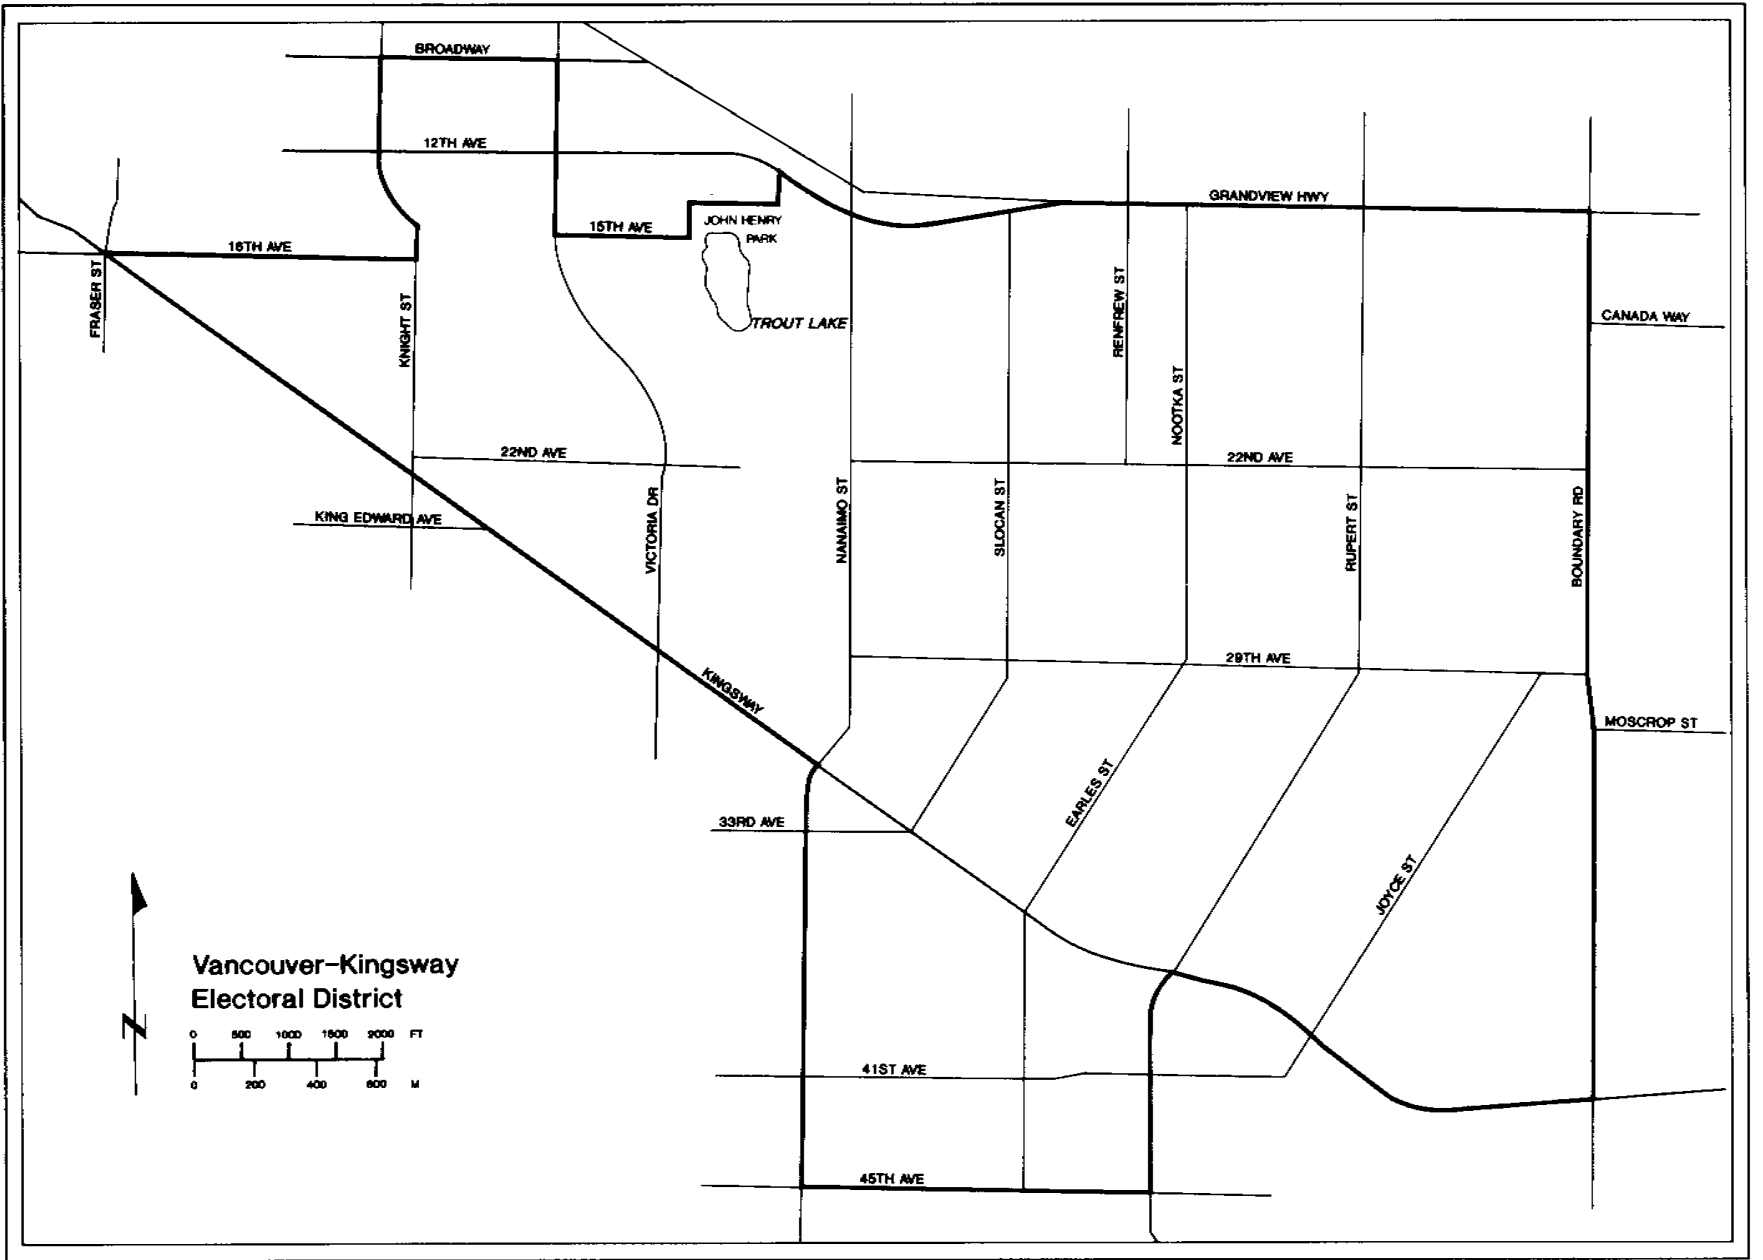 BROADWAY
12TH AVE
GRANDVIEW HWY
JOHN HENRY
PARK
15TH AVE
16TH AVE
FRASER ST
KNIGHT ST
TROUT LAKE
RENFREW ST
CANADA WAY
NOOTKA ST
22ND AVE
22ND AVE
KING EDWARD AVE
VICTORIA DR
NANAIMO ST
SLOCAN ST
RUPERT ST
BOUNDARY RD
29TH AVE
KINGSWAY
MOSCROP ST
EARLES ST
33RD AVE
JOYCE ST
Vancouver-Kingsway
Electoral District
0 500 1000 1500 2000 FT
0 200 400 600 M
N
41ST AVE
45TH AVE